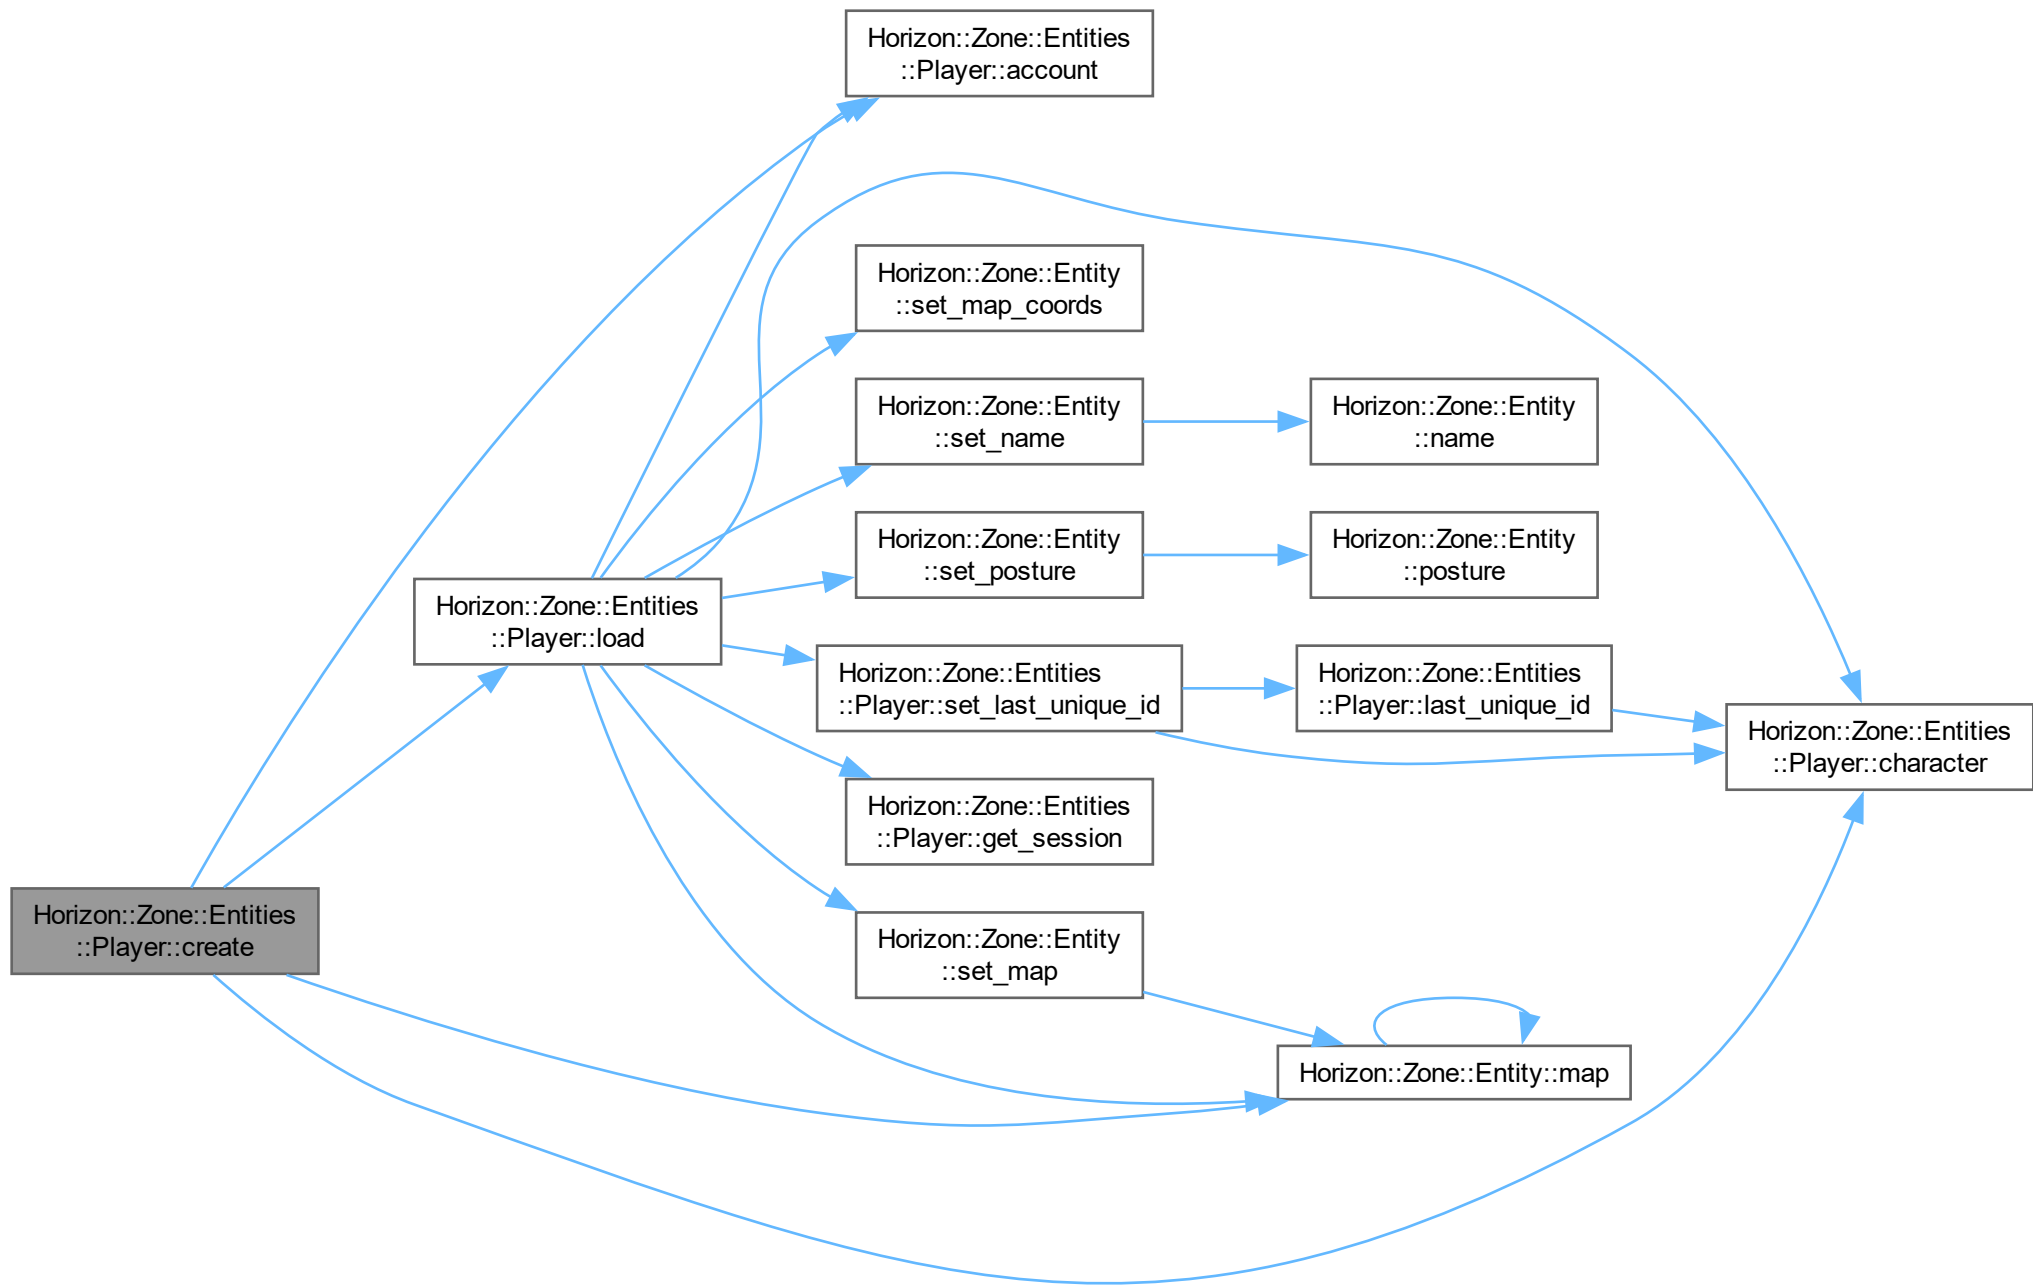 Horizon::Zone::Entities
::Player::account
Horizon::Zone::Entity
::set_map_coords
Horizon::Zone::Entity
::set_name
Horizon::Zone::Entity
::name
Horizon::Zone::Entity
::set_posture
Horizon::Zone::Entity
::posture
Horizon::Zone::Entities
::Player::load
Horizon::Zone::Entities
::Player::set_last_unique_id
Horizon::Zone::Entities
::Player::last_unique_id
Horizon::Zone::Entities
::Player::character
Horizon::Zone::Entities
::Player::get_session
Horizon::Zone::Entities
::Player::create
Horizon::Zone::Entity
::set_map
Horizon::Zone::Entity::map